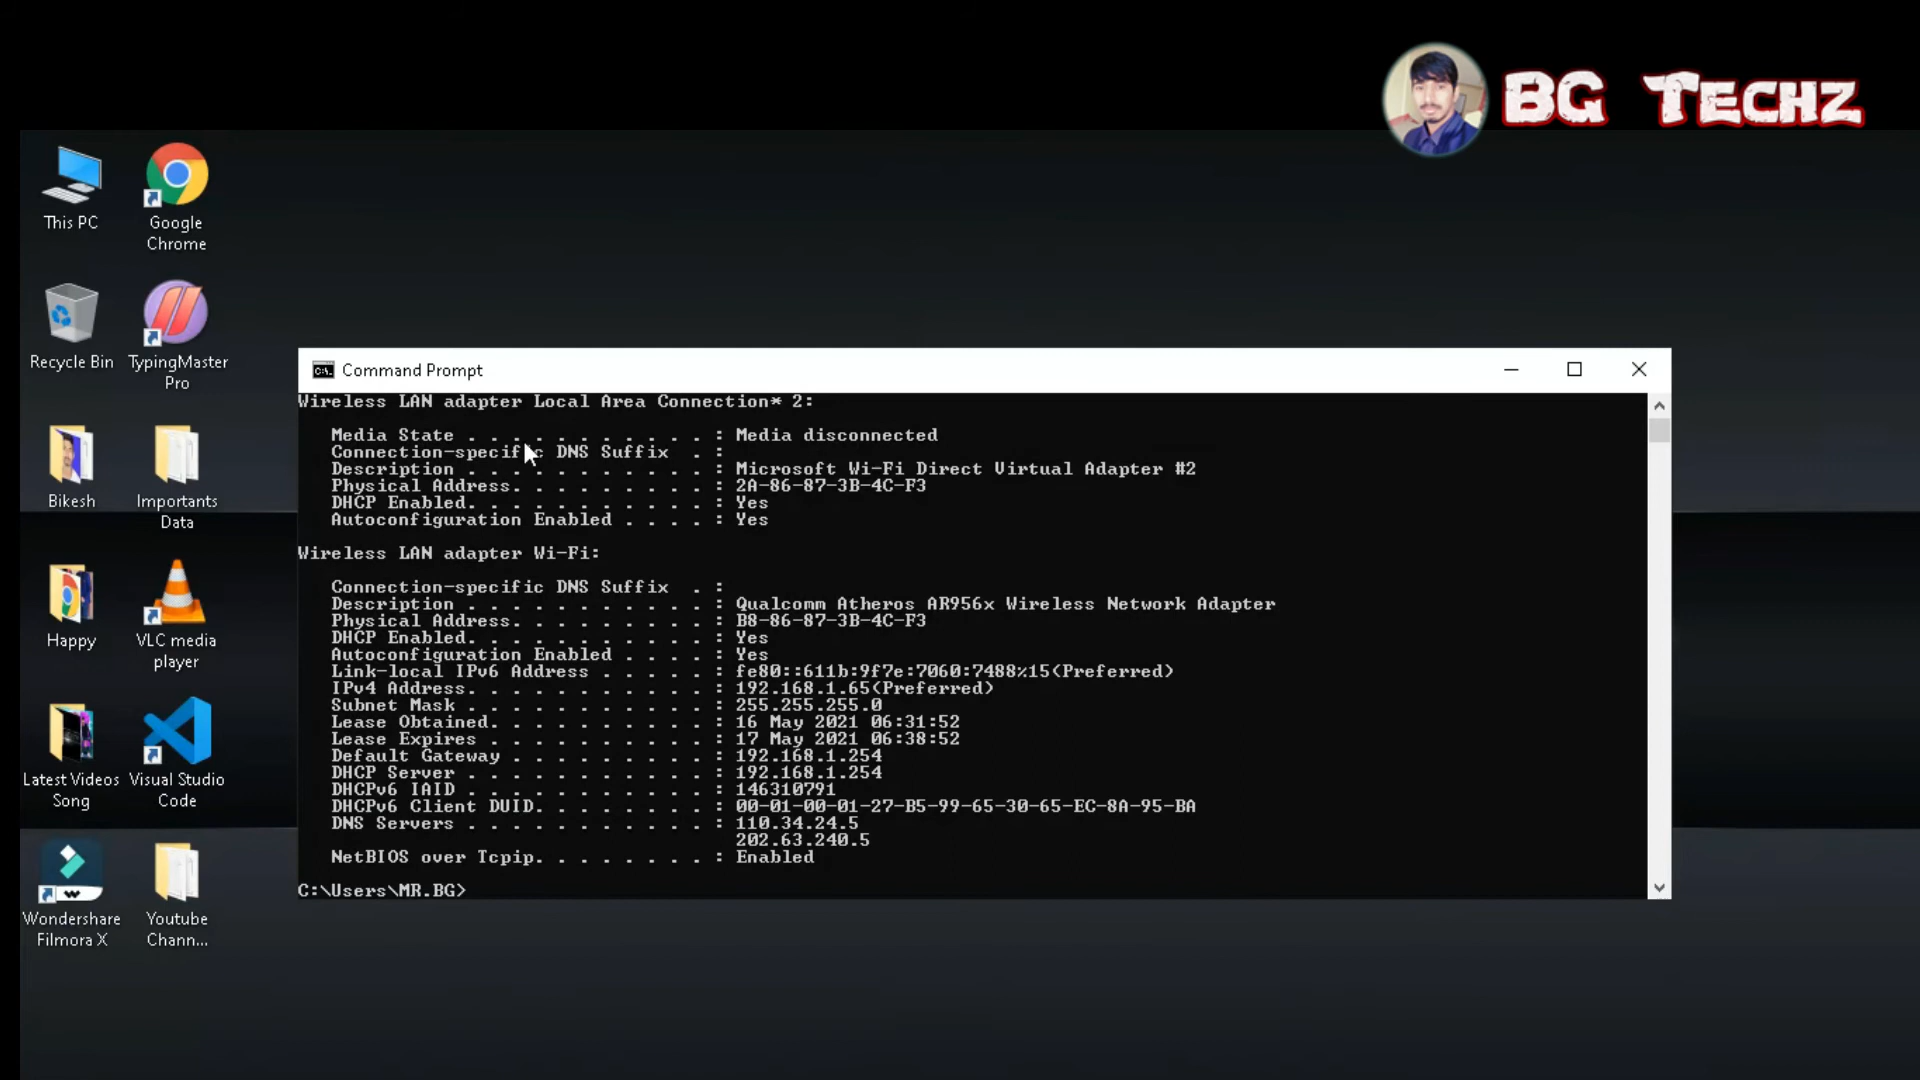 BG Techz
This PC
Google
Chrome
Recycle Bin
TypingMaster
Pro
Bikesh
Importants
Data
Happy
VLC media
player
Latest Videos
Song
Visual Studio
Code
Wondershare
Filmora X
Youtube
Chann...
Command Prompt
Wireless LAN adapter Local Area Connection* 2:
Media State . . . . . . . . . . . : Media disconnected
Connection-specific DNS Suffix . :
Description . . . . . . . . . . . : Microsoft Wi-Fi Direct Virtual Adapter #2
Physical Address. . . . . . . . . : 2A-86-87-3B-4C-F3
DHCP Enabled. . . . . . . . . . . : Yes
Autoconfiguration Enabled . . . . : Yes
Wireless LAN adapter Wi-Fi:
Connection-specific DNS Suffix . :
Description . . . . . . . . . . . : Qualcomm Atheros AR956x Wireless Network Adapter
Physical Address. . . . . . . . . : B8-86-87-3B-4C-F3
DHCP Enabled. . . . . . . . . . . : Yes
Autoconfiguration Enabled . . . . : Yes
Link-local IPv6 Address . . . . . : fe80::611b:9f7e:7060:7488%15(Preferred)
IPv4 Address. . . . . . . . . . . : 192.168.1.65(Preferred)
Subnet Mask . . . . . . . . . . . : 255.255.255.0
Lease Obtained. . . . . . . . . . : 16 May 2021 06:31:52
Lease Expires . . . . . . . . . . : 17 May 2021 06:38:52
Default Gateway . . . . . . . . . : 192.168.1.254
DHCP Server . . . . . . . . . . . : 192.168.1.254
DHCPv6 IAID . . . . . . . . . . . : 146310791
DHCPv6 Client DUID. . . . . . . . : 00-01-00-01-27-B5-99-65-30-65-EC-8A-95-BA
DNS Servers . . . . . . . . . . . : 110.34.24.5
202.63.240.5
NetBIOS over Tcpip. . . . . . . . : Enabled
C:\Users\MR.BG>